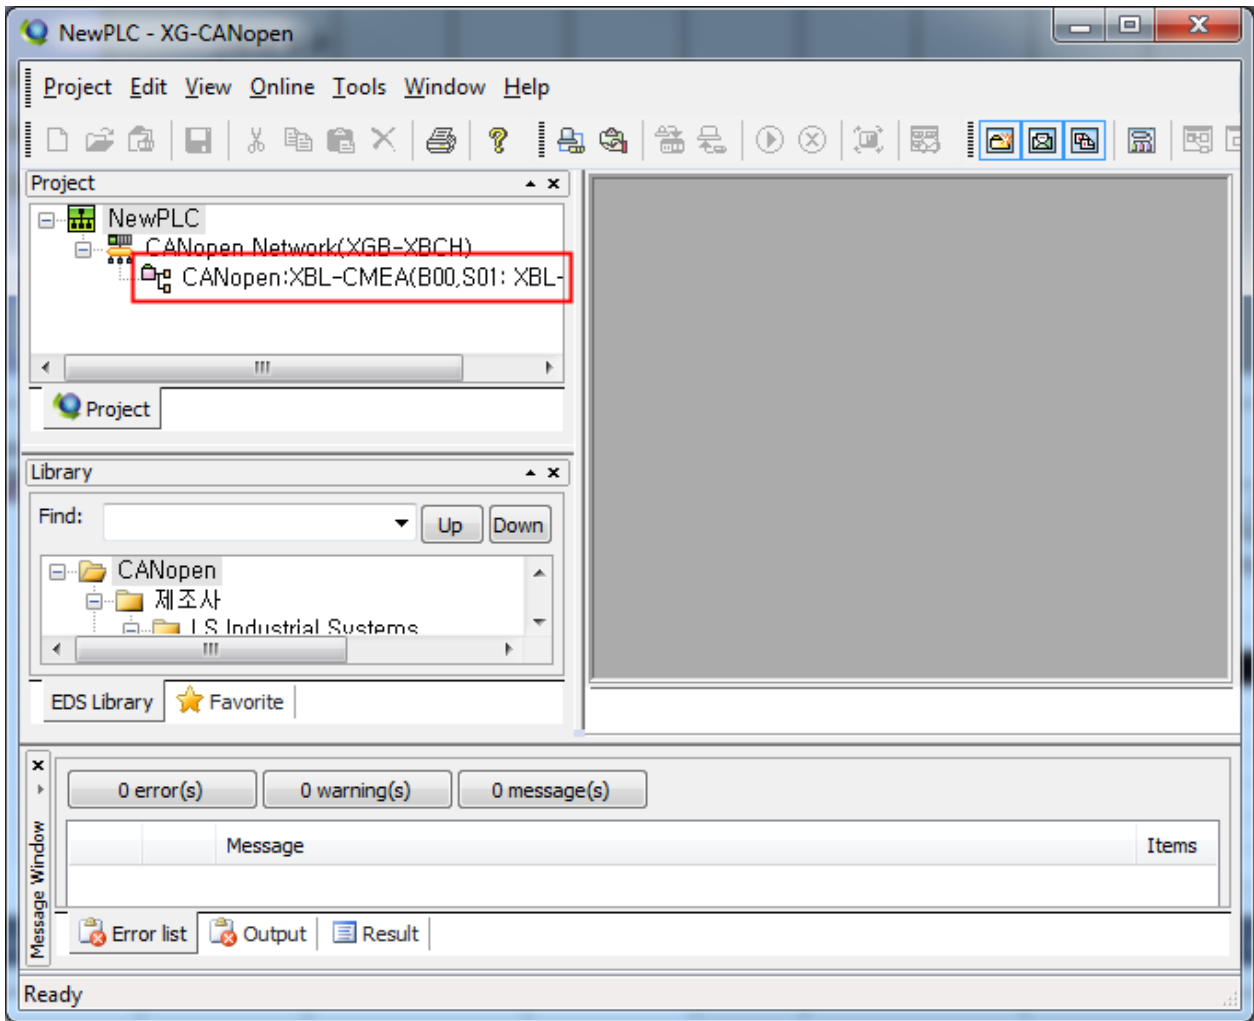 NewPLC - XG-CANopen
Project Edit View Online Tools Window Help
Project
NewPLC
CANopen Network(XGB-XBCH)
CANopen:XBL-CMEA(B00,S01: XBL-
Project
Library
Find:
Up Down
CANopen
제조사
LS Industrial Systems
EDS Library Favorite
0 error(s) 0 warning(s) 0 message(s)
Message Window
Message Items
Error list Output Result
Ready